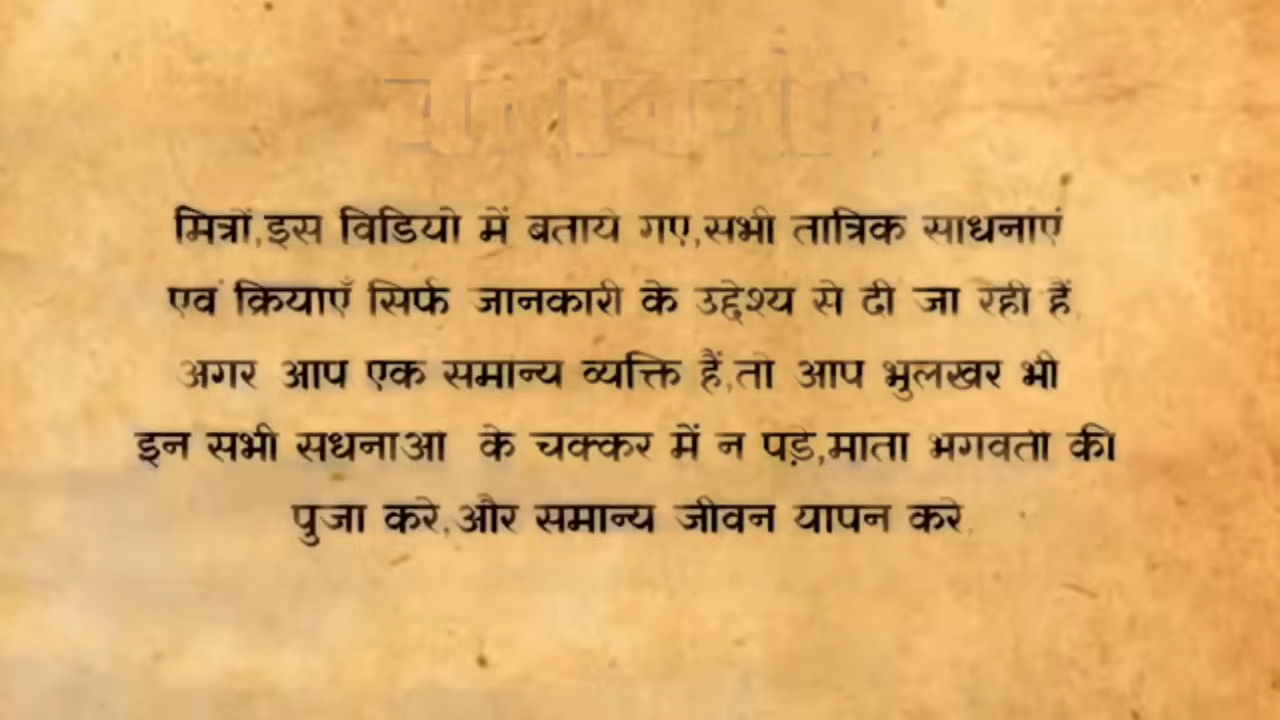 मित्रों,इस विडियो में बताये गए,सभी तात्रिक साधनाएं
एवं क्रियाएँ सिर्फ जानकारी के उद्देश्य से दी जा रही हैं.
अगर आप एक समान्य व्यक्ति हैं,तो आप भुलखर भी
इन सभी सधनाआ के चक्कर में न पड़े,माता भगवती की
पुजा करे,और समान्य जीवन यापन करे.